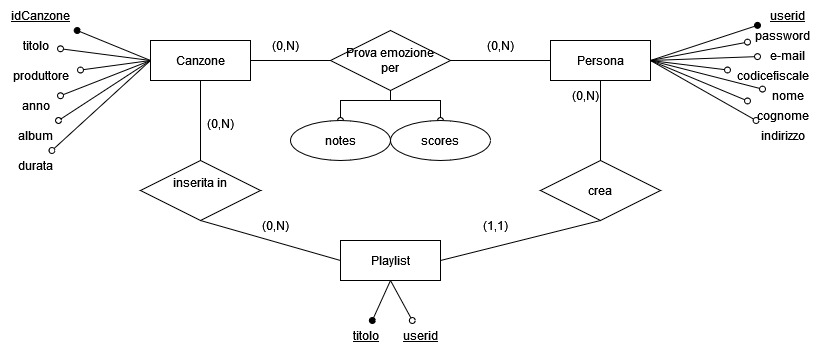 idCanzone
titolo
produttore
anno
album
durata
Canzone
(0,N)
Prova emozione
per
(0,N)
Persona
userid
password
e-mail
codicefiscale
nome
cognome
indirizzo
notes
scores
(0,N)
(0,N)
inserita in
crea
(0,N)
(1,1)
Playlist
titolo
userid